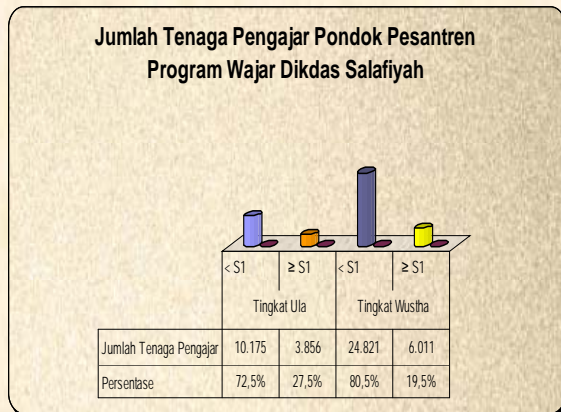 Jumlah Tenaga Pengajar Pondok Pesantren
Program Wajar Dikdas Salafiyah
< S1 ≥ S1 < S1 ≥ S1
Tingkat Ula Tingkat Wustha
Jumlah Tenaga Pengajar 10.175 3.856 24.821 6.011
Persentase 72,5% 27,5% 80,5% 19,5%